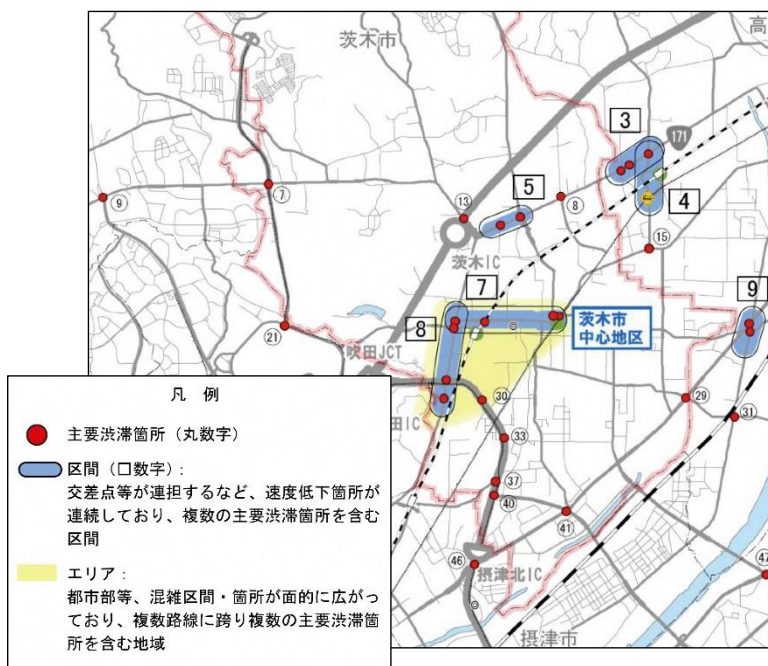 茨木市
高
171
3
5
4
⑨
⑦
⑬
⑧
⑮
茨木IC
7
8
9
茨木市
中心地区
㉑
吹田JCT
田IC
㉚
㉙
㉛
㉝
㊲
㊵
㊶
㊻
㊼
摂津北IC
摂津市
凡 例
主要渋滞箇所(丸数字)
区間(□数字):
交差点等が連担するなど、速度低下箇所が
連続しており、複数の主要渋滞箇所を含む
区間
エリア:
都市部等、混雑区間・箇所が面的に広がっ
ており、複数路線に跨り複数の主要渋滞箇
所を含む地域